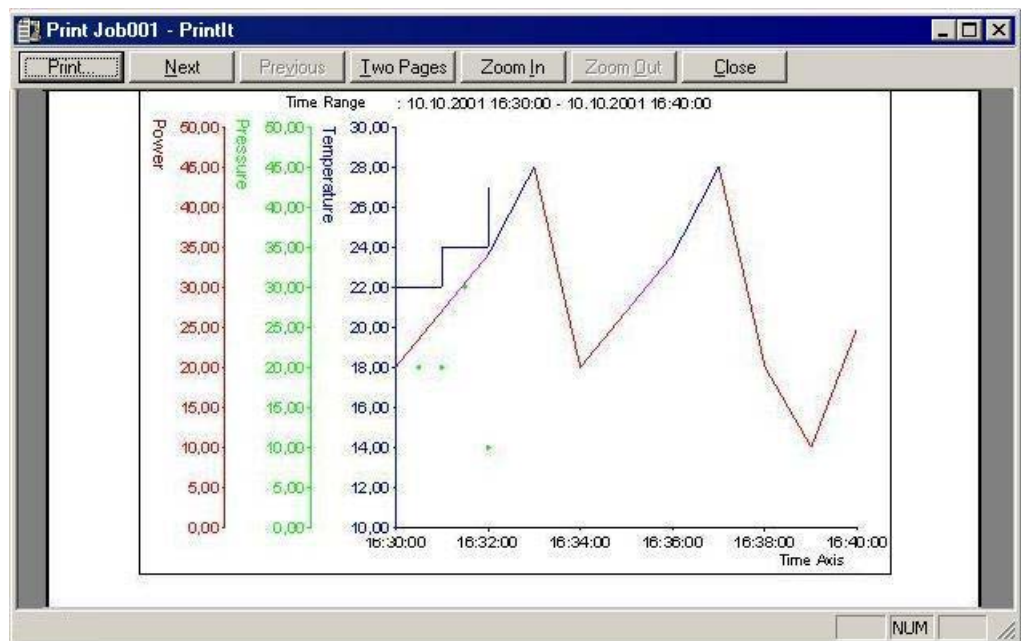 Print Job001 - PrintIt
Print... Next Previous Two Pages Zoom In Zoom Out Close
Time Range : 10.10.2001 16:30:00 - 10.10.2001 16:40:00
Power Pressure Temperature
50,00 50,00 30,00
45,00 45,00 28,00
40,00 40,00 26,00
35,00 35,00 24,00
30,00 30,00 22,00
25,00 25,00 20,00
20,00 20,00 18,00
15,00 15,00 16,00
10,00 10,00 14,00
5,00 5,00 12,00
0,00 0,00 10,00
16:30:00 16:32:00 16:34:00 16:36:00 16:38:00 16:40:00
Time Axis
NUM